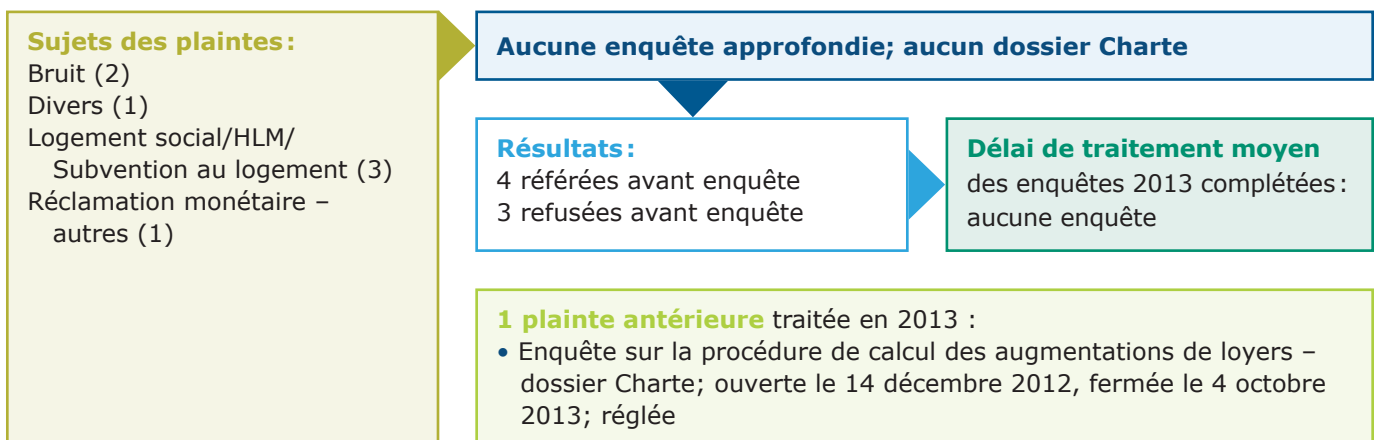 Sujets des plaintes :
Bruit (2)
Divers (1)
Logement social/HLM/
Subvention au logement (3)
Réclamation monétaire –
autres (1)
Aucune enquête approfondie; aucun dossier Charte
Résultats :
4 référées avant enquête
3 refusées avant enquête
Délai de traitement moyen
des enquêtes 2013 complétées :
aucune enquête
1 plainte antérieure traitée en 2013 :
• Enquête sur la procédure de calcul des augmentations de loyers –
dossier Charte; ouverte le 14 décembre 2012, fermée le 4 octobre
2013; réglée